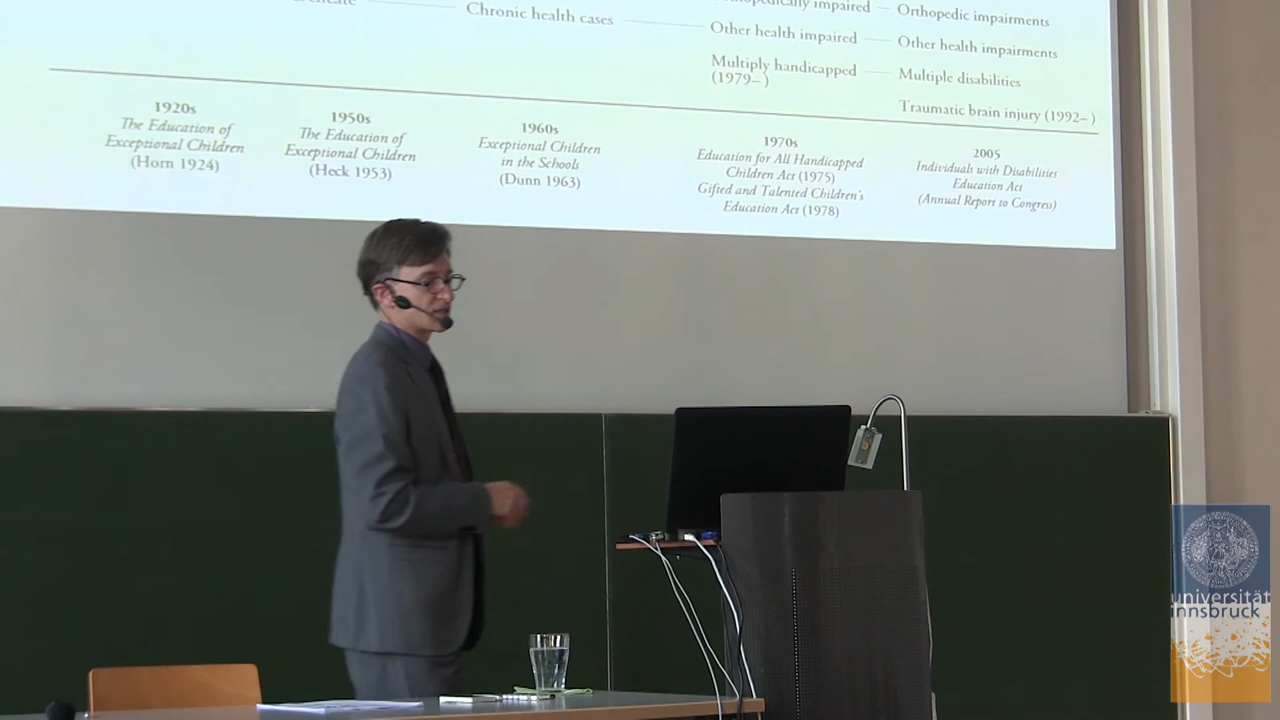 Chronic health cases
impaired
Orthopedic impairments
Other health impaired
Other health impairments
Multiply handicapped
(1979– )
Multiple disabilities
Traumatic brain injury (1992– )
1920s
The Education of
Exceptional Children
(Horn 1924)
1950s
The Education of
Exceptional Children
(Heck 1953)
1960s
Exceptional Children
in the Schools
(Dunn 1963)
1970s
Education for All Handicapped
Children Act (1975)
Gifted and Talented Children's
Education Act (1978)
2005
Individuals with Disabilities
Education Act
(Annual Report to Congress)
universität
innsbruck